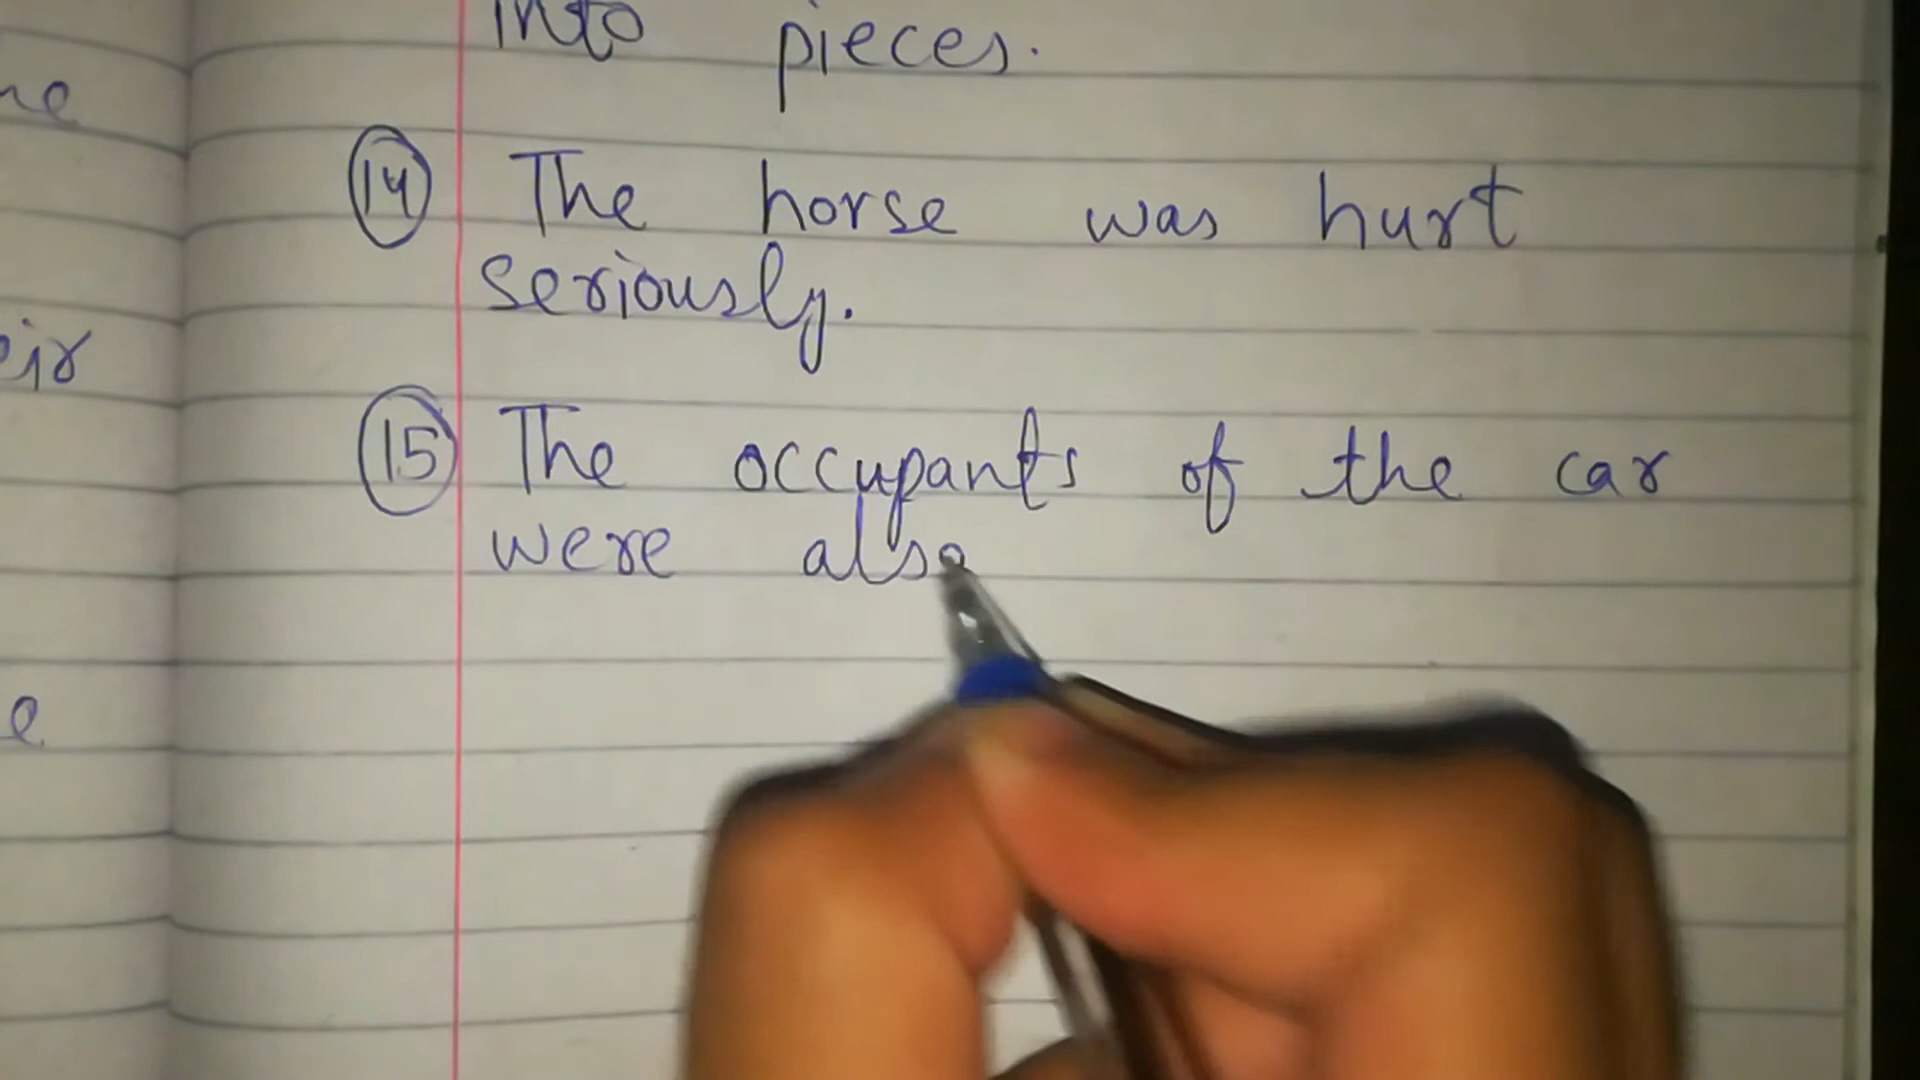 into pieces.
14 The horse was hurt
seriously.
15 The occupants of the car
were also